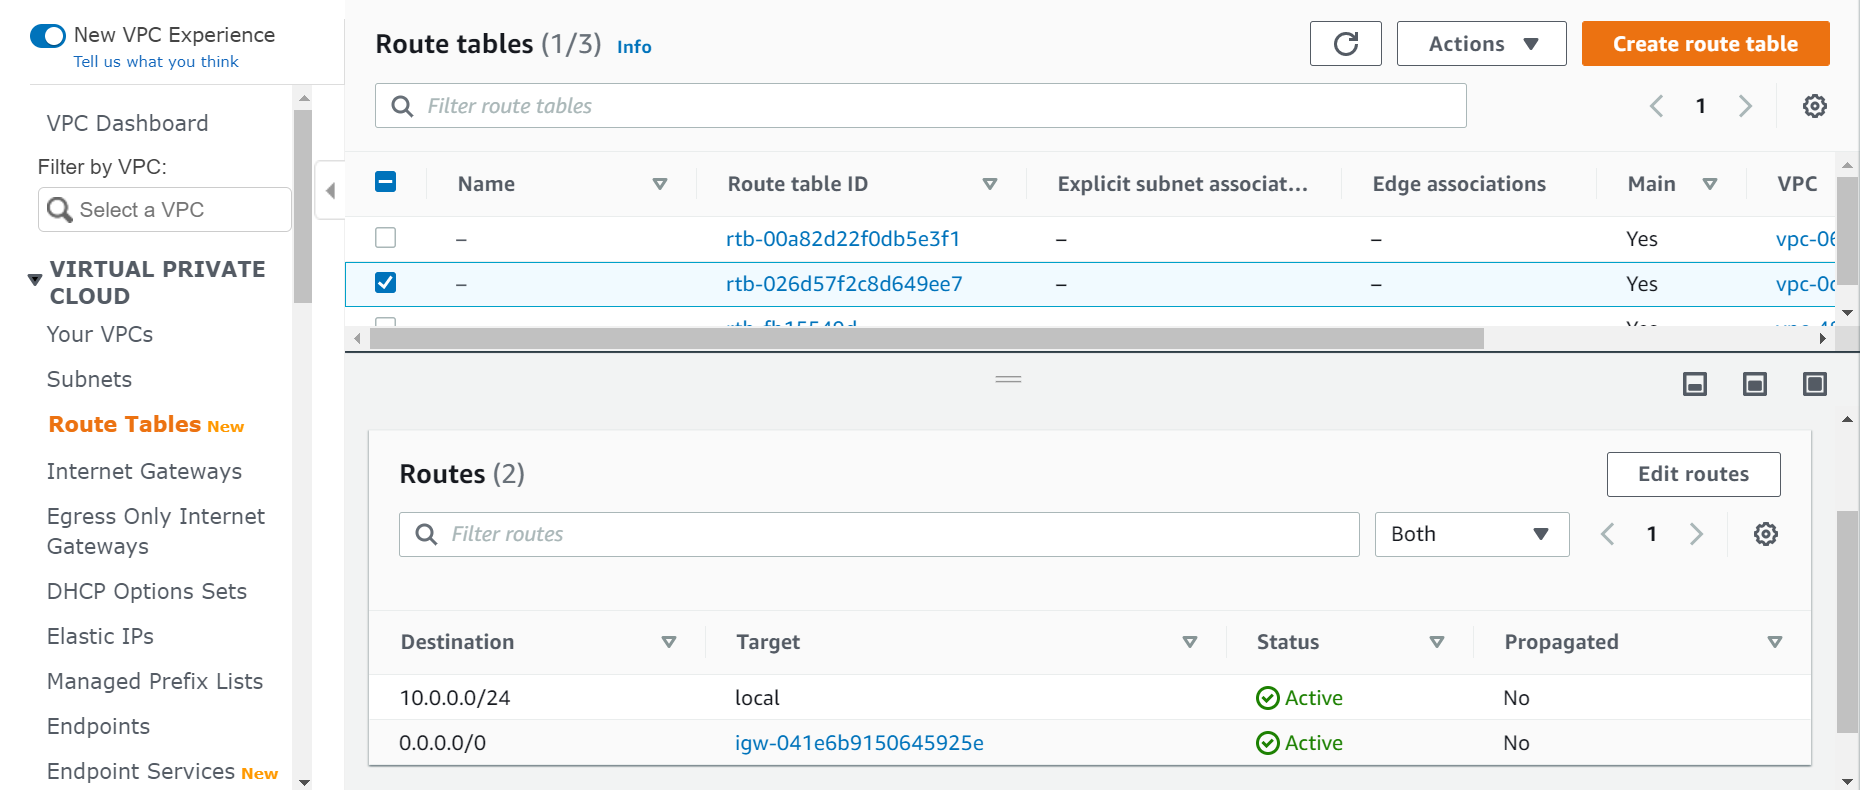 New VPC Experience
Tell us what you think
VPC Dashboard
Filter by VPC:
Select a VPC
VIRTUAL PRIVATE
CLOUD
Your VPCs
Subnets
Route Tables New
Internet Gateways
Egress Only Internet
Gateways
DHCP Options Sets
Elastic IPs
Managed Prefix Lists
Endpoints
Endpoint Services New
Route tables (1/3) Info
Actions
Create route table
Filter route tables
1
Name Route table ID Explicit subnet associat... Edge associations Main VPC
– rtb-00a82d22f0db5e3f1 – – Yes vpc-06
– rtb-026d57f2c8d649ee7 – – Yes vpc-0c
Yes
Routes (2)
Edit routes
Filter routes
Both
1
Destination Target Status Propagated
10.0.0.0/24 local Active No
0.0.0.0/0 igw-041e6b9150645925e Active No